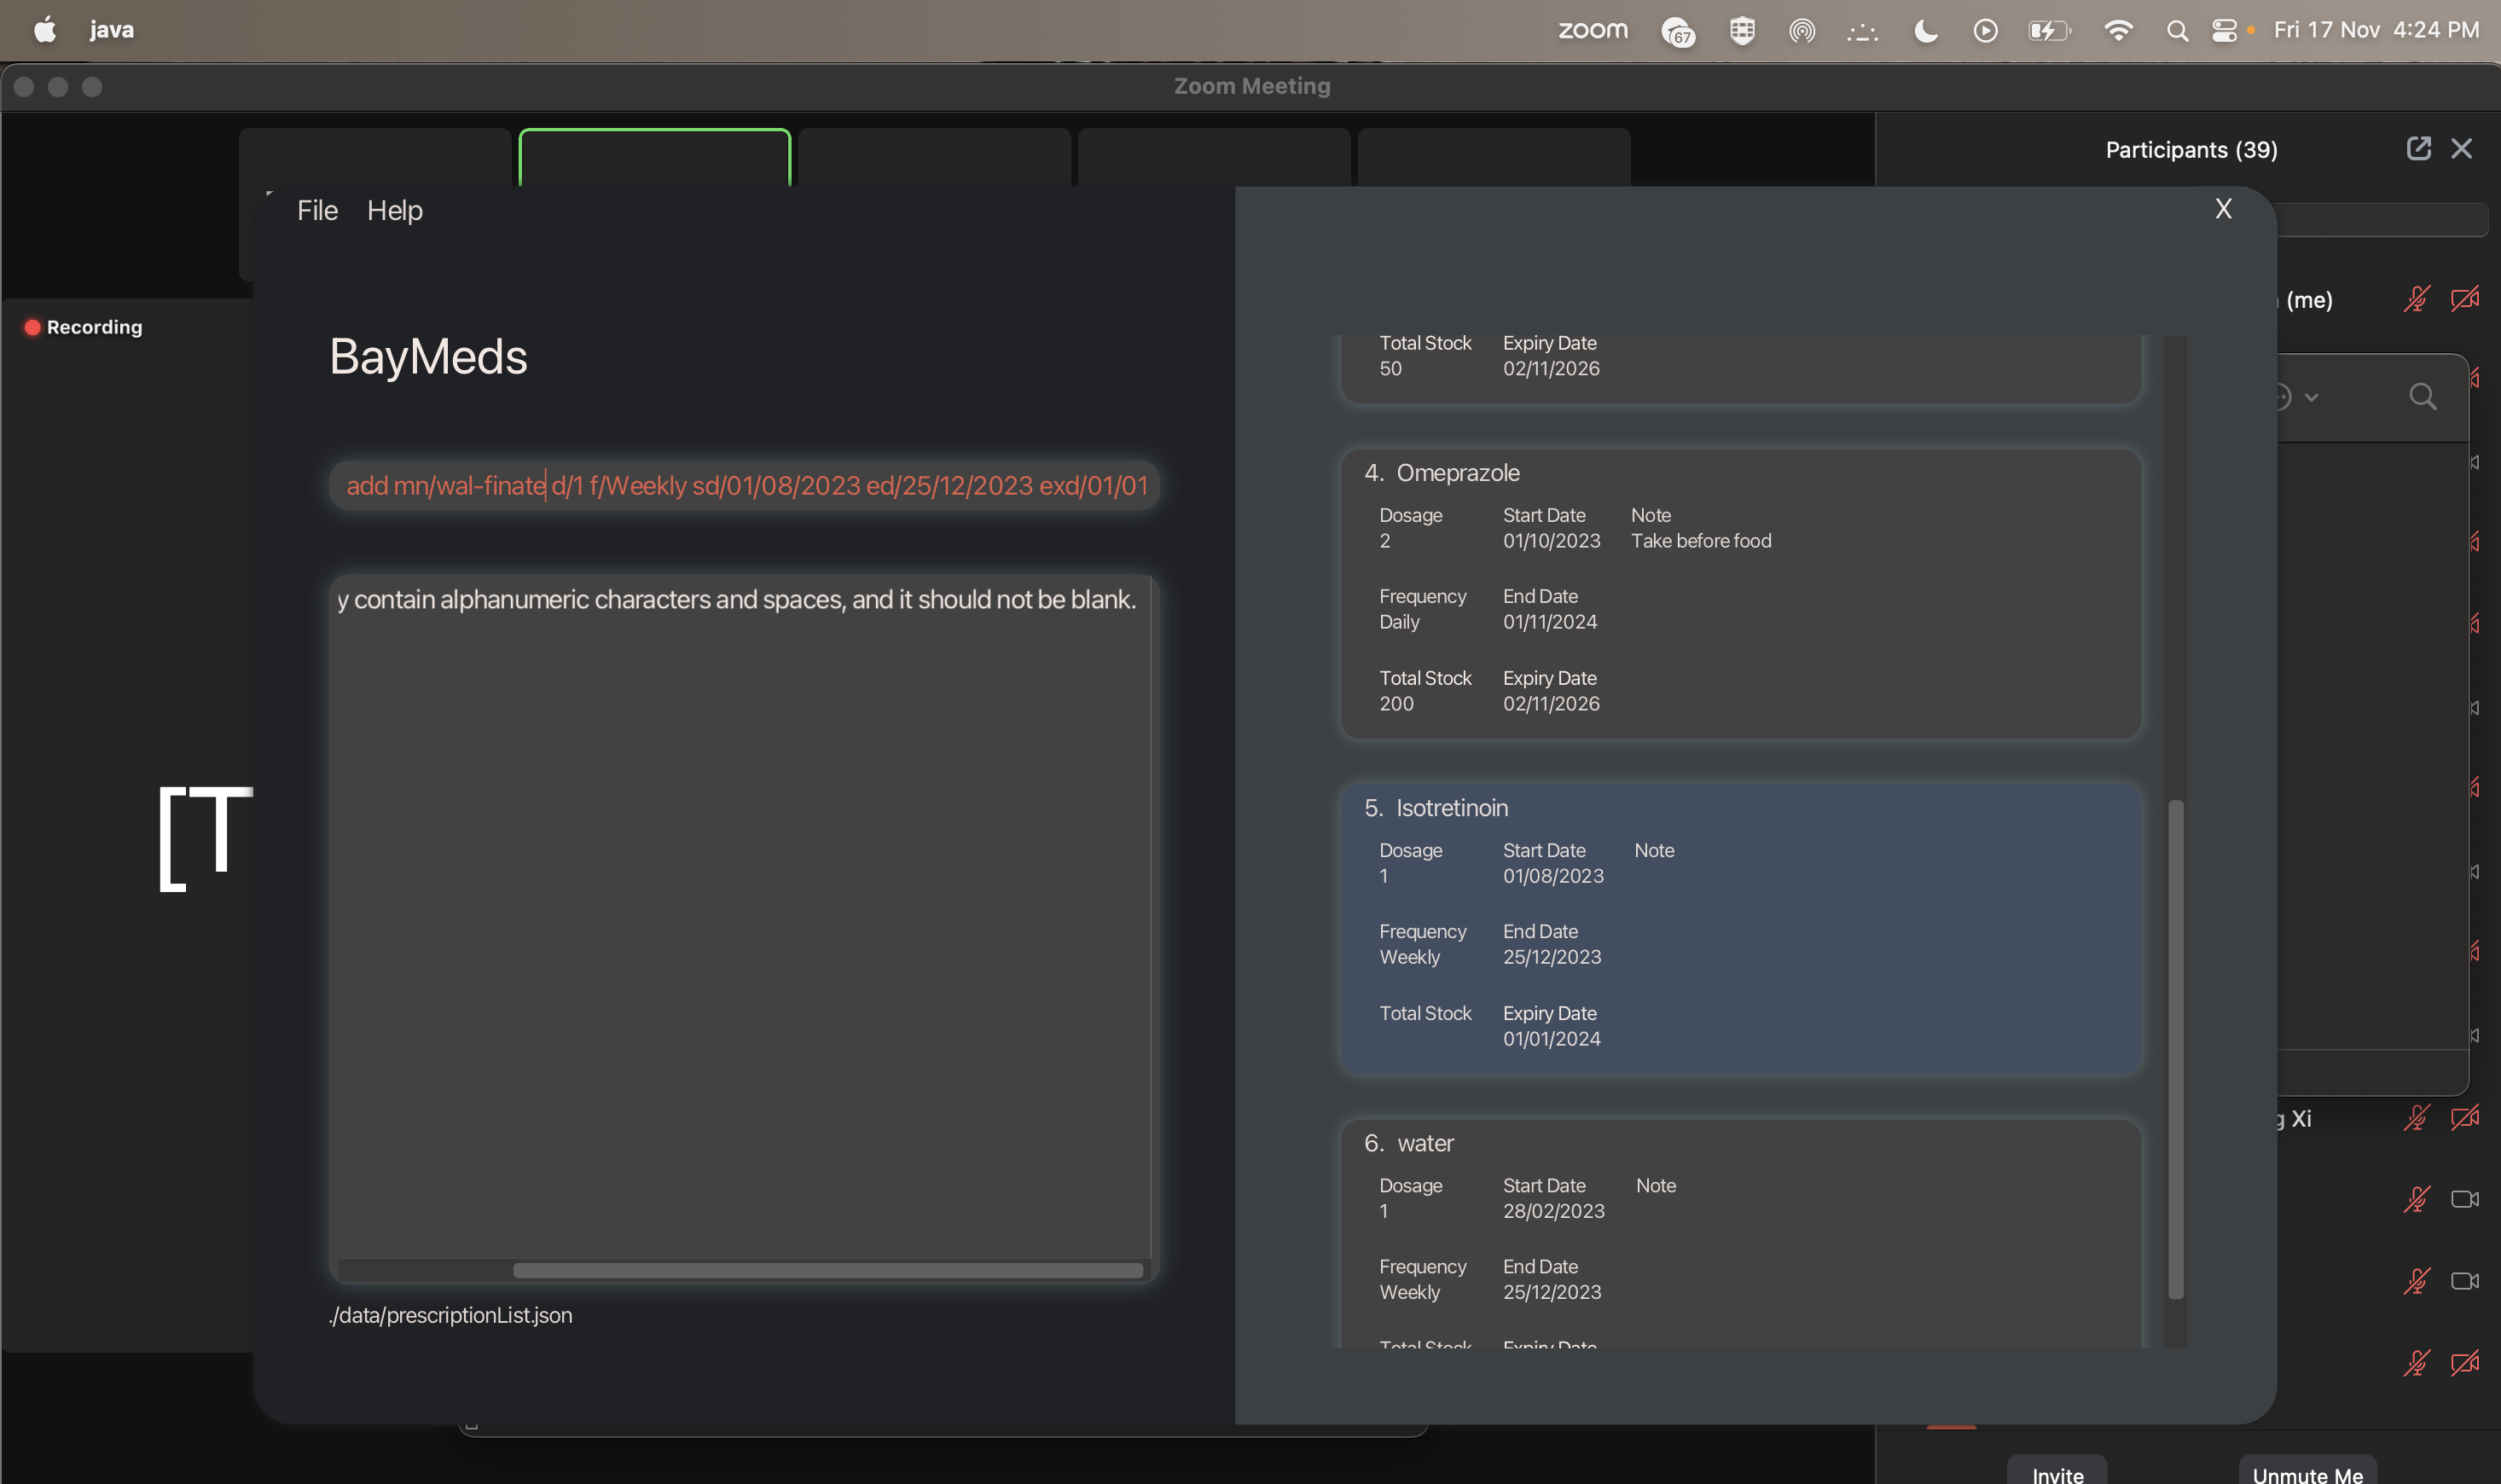 java
zoom
67
Fri 17 Nov 4:24 PM
Zoom Meeting
Participants (39)
File Help
X
(me)
Recording
BayMeds
add mn/wal-finate d/1 f/Weekly sd/01/08/2023 ed/25/12/2023 exd/01/01
y contain alphanumeric characters and spaces, and it should not be blank.
[T
./data/prescriptionList.json
Total Stock Expiry Date
50 02/11/2026
4. Omeprazole
Dosage Start Date Note
2 01/10/2023 Take before food
Frequency End Date
Daily 01/11/2024
Total Stock Expiry Date
200 02/11/2026
5. Isotretinoin
Dosage Start Date Note
1 01/08/2023
Frequency End Date
Weekly 25/12/2023
Total Stock Expiry Date
01/01/2024
6. water
Dosage Start Date Note
1 28/02/2023
Frequency End Date
Weekly 25/12/2023
Total Stock Expiry Date
g Xi
Invite Unmute Me